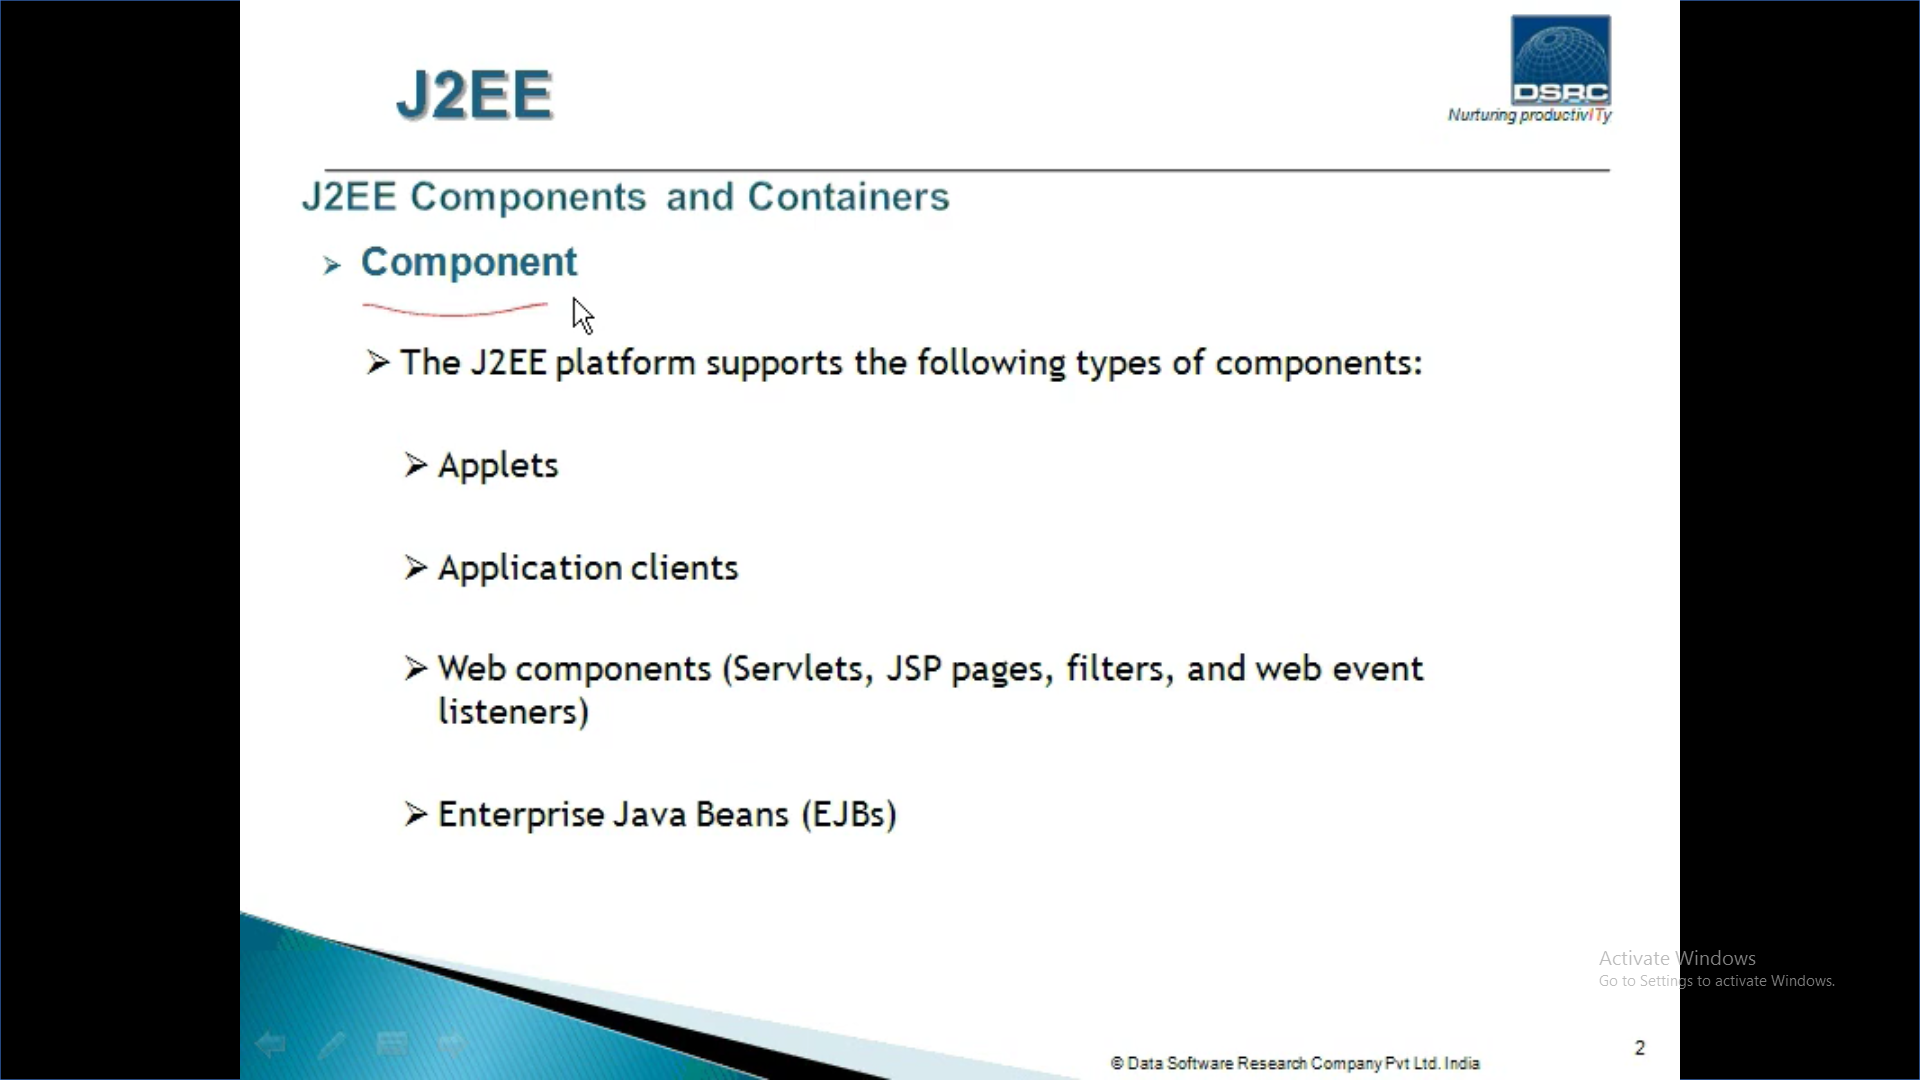 J2EE
DSRC
Nurturing productivITy
J2EE Components and Containers
➢ Component
➢ The J2EE platform supports the following types of components:
➢ Applets
➢ Application clients
➢ Web components (Servlets, JSP pages, filters, and web event
listeners)
➢ Enterprise Java Beans (EJBs)
Activate Windows
Go to Settings to activate Windows.
2
© Data Software Research Company Pvt Ltd. India